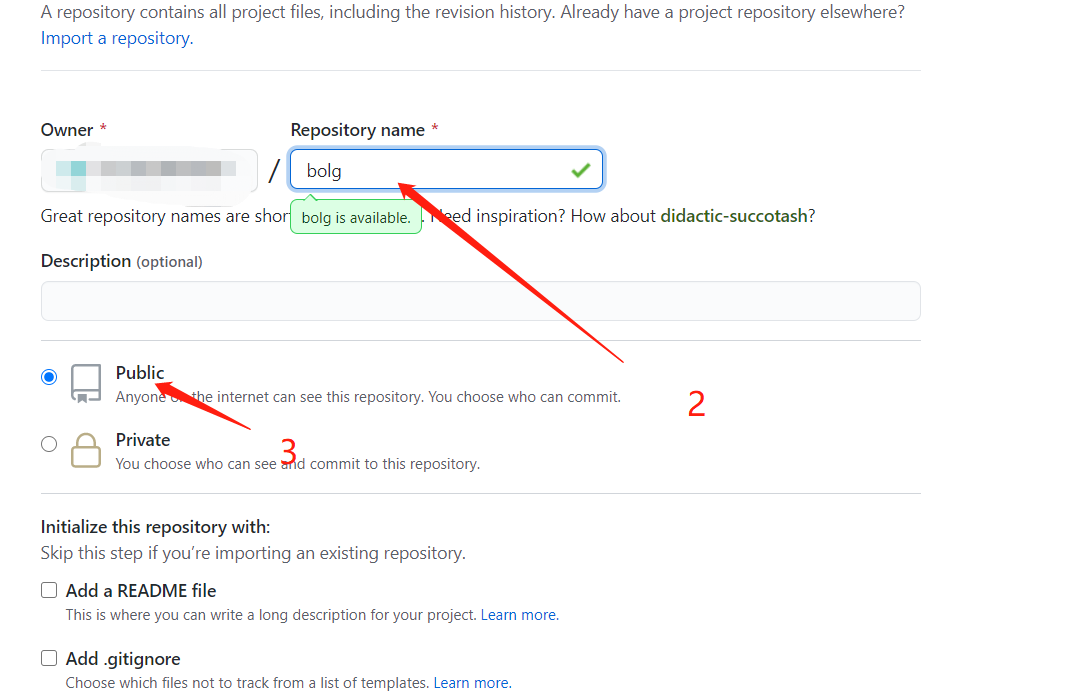 A repository contains all project files, including the revision history. Already have a project repository elsewhere?
Import a repository.
Owner *
Repository name *
/
bolg
Great repository names are shor
bolg is available.
. Need inspiration? How about didactic-succotash?
Description (optional)
Public
Anyone on the internet can see this repository. You choose who can commit.
2
Private
3
You choose who can see and commit to this repository.
Initialize this repository with:
Skip this step if you're importing an existing repository.
Add a README file
This is where you can write a long description for your project. Learn more.
Add .gitignore
Choose which files not to track from a list of templates. Learn more.